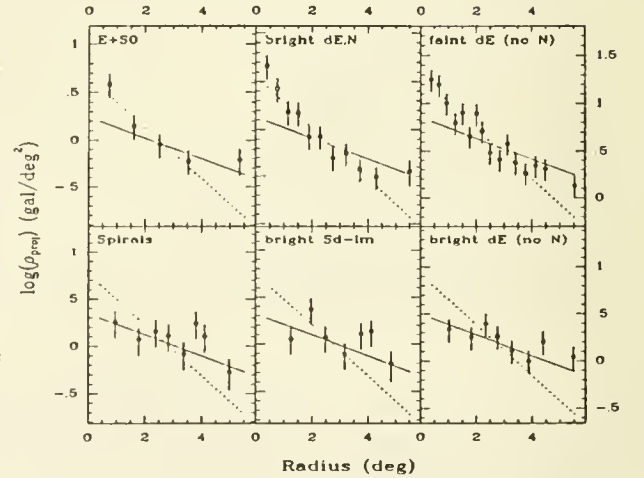 0 2 4 0 2 4 0 2 4
E+S0 bright dE,N faint dE (no N)
1
.5
0
-.5
1.5
1
.5
0
log(ρproj) (gal/deg²)
Spirals bright Sd-Im bright dE (no N)
1
.5
0
-.5
1
.5
0
-.5
0 2 4 0 2 4 0 2 4
Radius (deg)